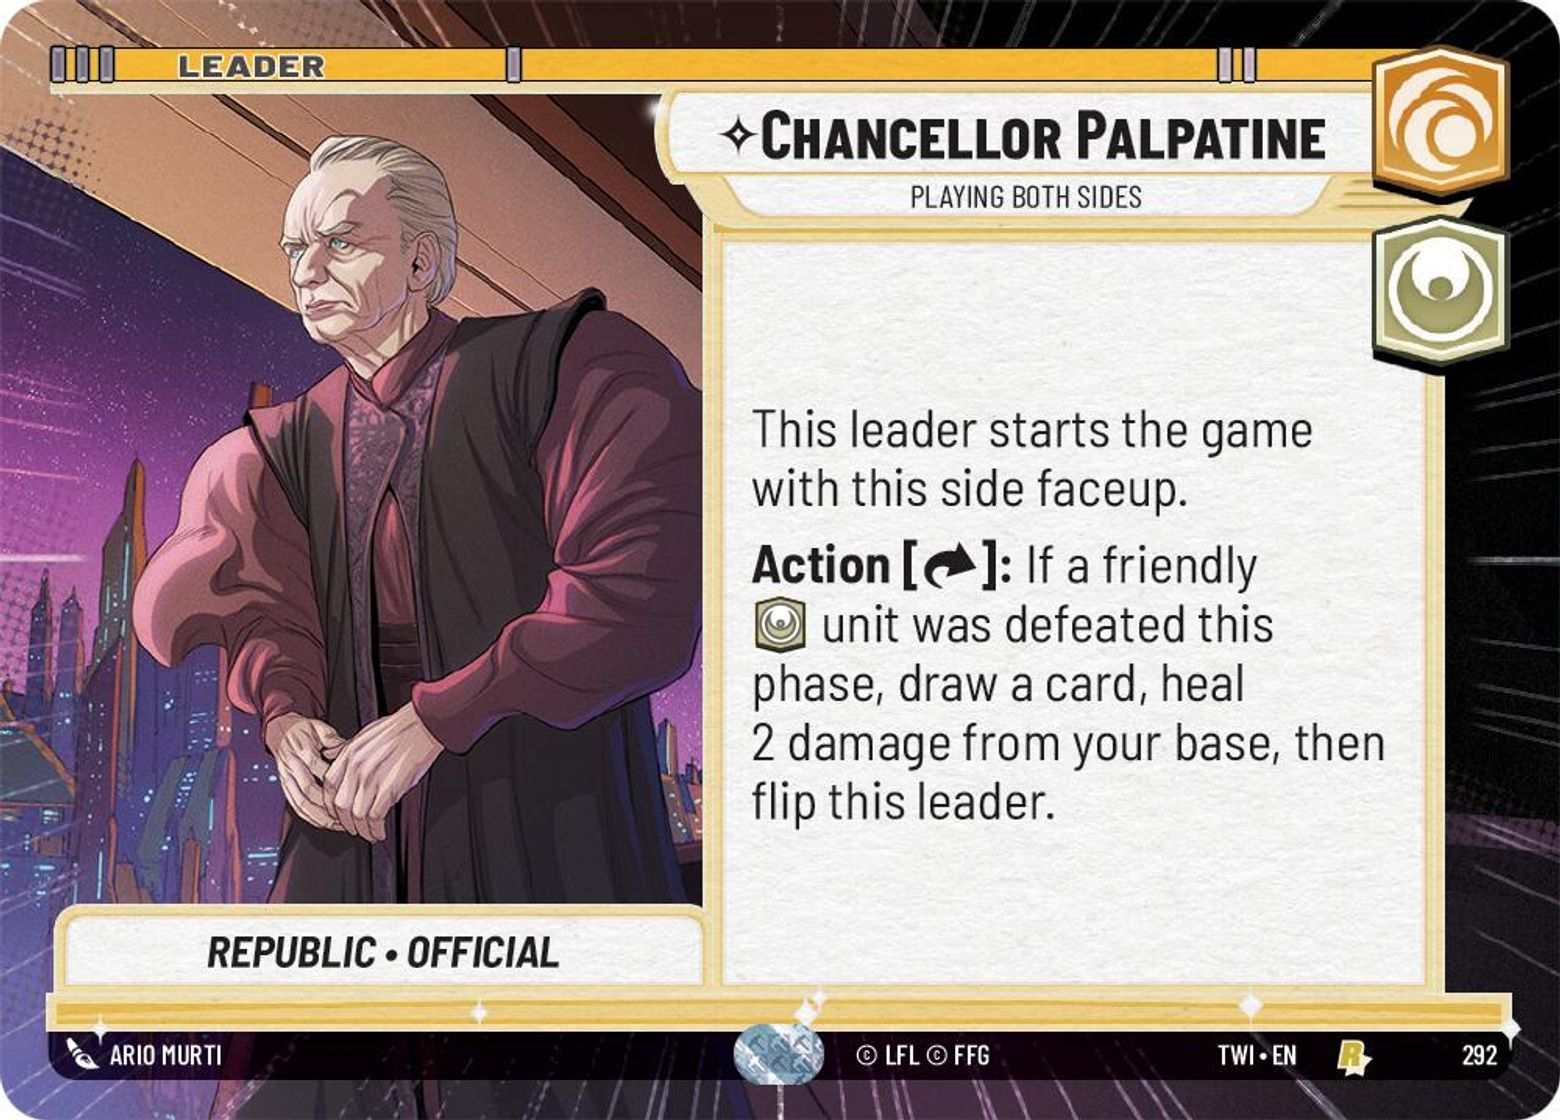 LEADER
CHANCELLOR PALPATINE
PLAYING BOTH SIDES
This leader starts the game
with this side faceup.
Action [ ]: If a friendly
unit was defeated this
phase, draw a card, heal
2 damage from your base, then
flip this leader.
REPUBLIC • OFFICIAL
ARIO MURTI
© LFL © FFG
TWI • EN
R
292